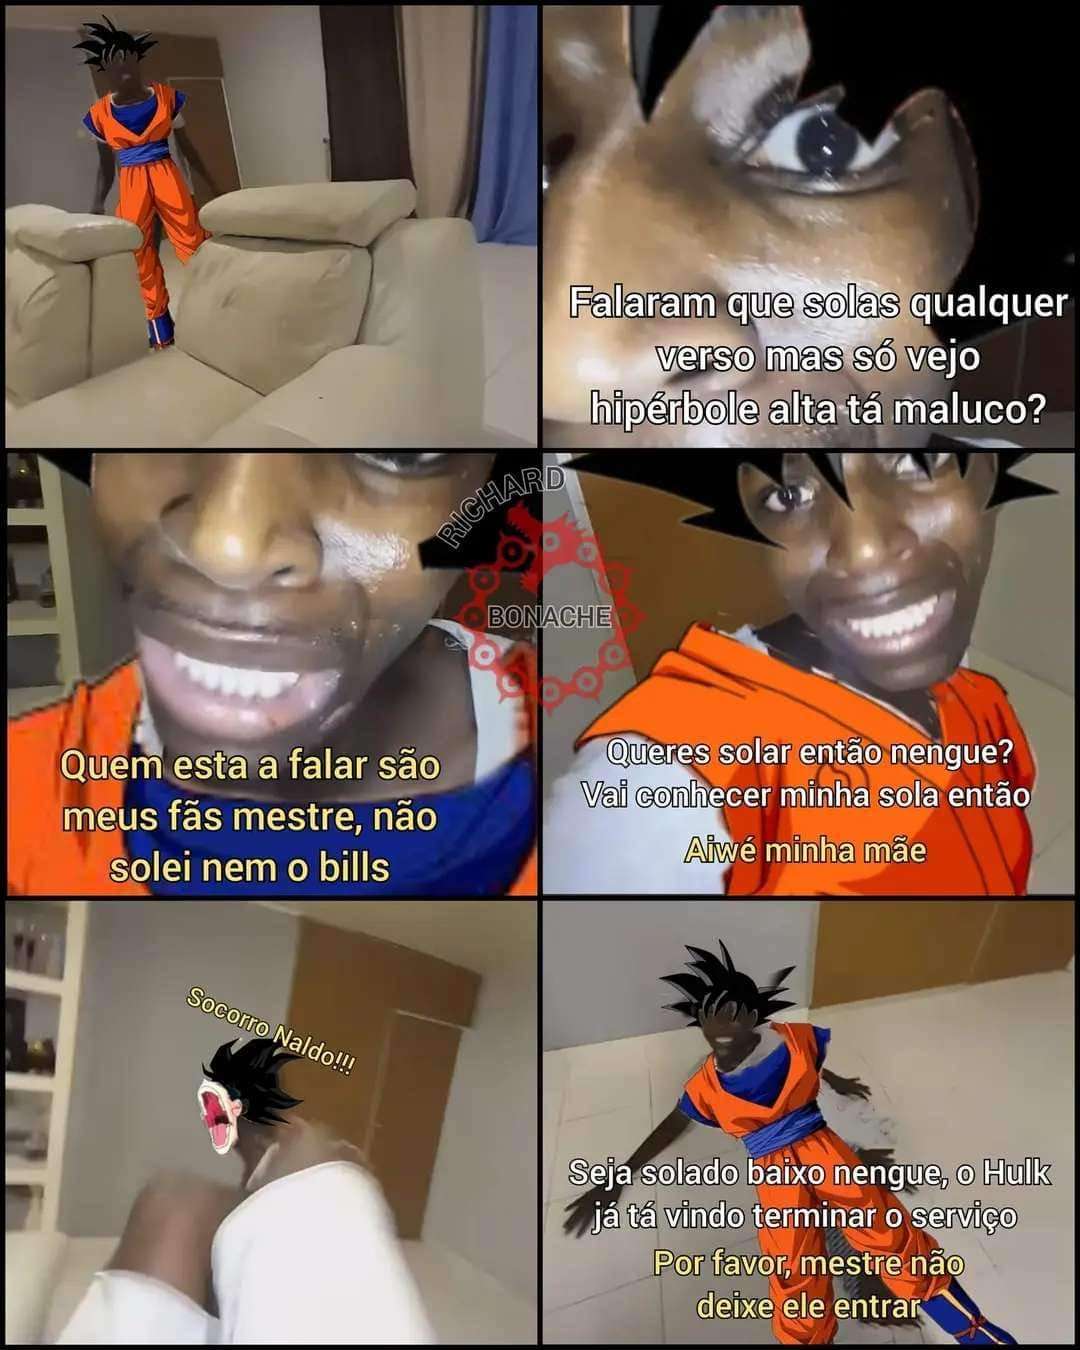 Falaram que solas qualquer
verso mas só vejo
hipérbole alta tá maluco?
RICHARD
BONACHE
Quem esta a falar são
meus fãs mestre, não
solei nem o bills
Queres solar então nengue?
Vai conhecer minha sola então
Aiwé minha mãe
Socorro Naldo!!!
Seja solado baixo nengue, o Hulk
já tá vindo terminar o serviço
Por favor, mestre não
deixe ele entrar